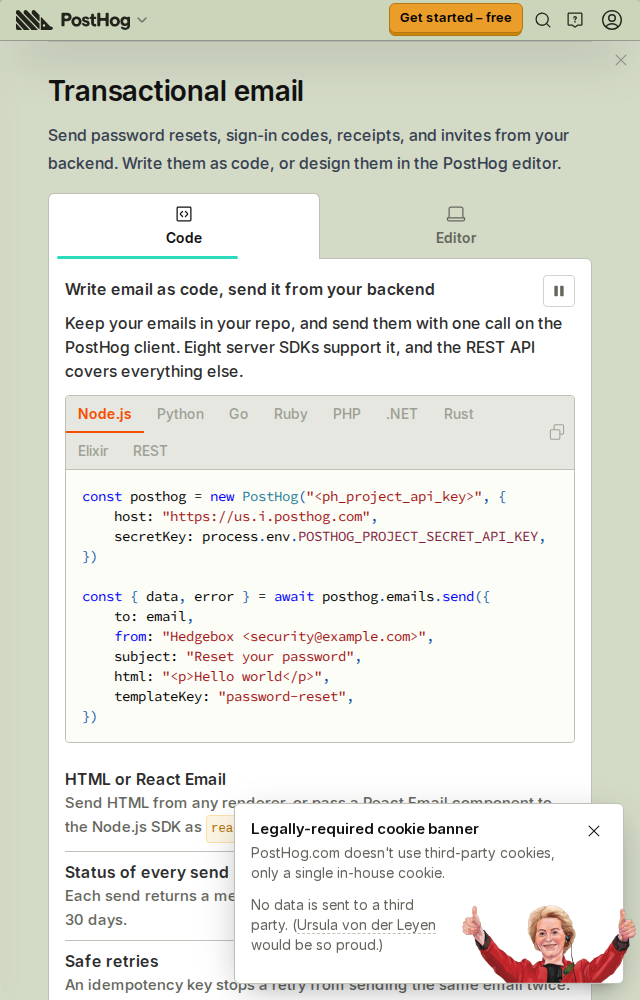 PostHog
Get started – free
Transactional email
Send password resets, sign-in codes, receipts, and invites from your
backend. Write them as code, or design them in the PostHog editor.
Code
Editor
Write email as code, send it from your backend
Keep your emails in your repo, and send them with one call on the
PostHog client. Eight server SDKs support it, and the REST API
covers everything else.
Node.js Python Go Ruby PHP .NET Rust
Elixir REST
const posthog = new PostHog("<ph_project_api_key>", {
    host: "https://us.i.posthog.com",
    secretKey: process.env.POSTHOG_PROJECT_SECRET_API_KEY,
})
const { data, error } = await posthog.emails.send({
    to: email,
    from: "Hedgebox <security@example.com>",
    subject: "Reset your password",
    html: "<p>Hello world</p>",
    templateKey: "password-reset",
})
HTML or React Email
Send HTML from any renderer, or pass a React Email component to
the Node.js SDK as rea
Status of every send
Each send returns a me
30 days.
Safe retries
An idempotency key stops a retry from sending the same email twice.
Legally-required cookie banner
PostHog.com doesn't use third-party cookies,
only a single in-house cookie.
No data is sent to a third
party. (Ursula von der Leyen
would be so proud.)